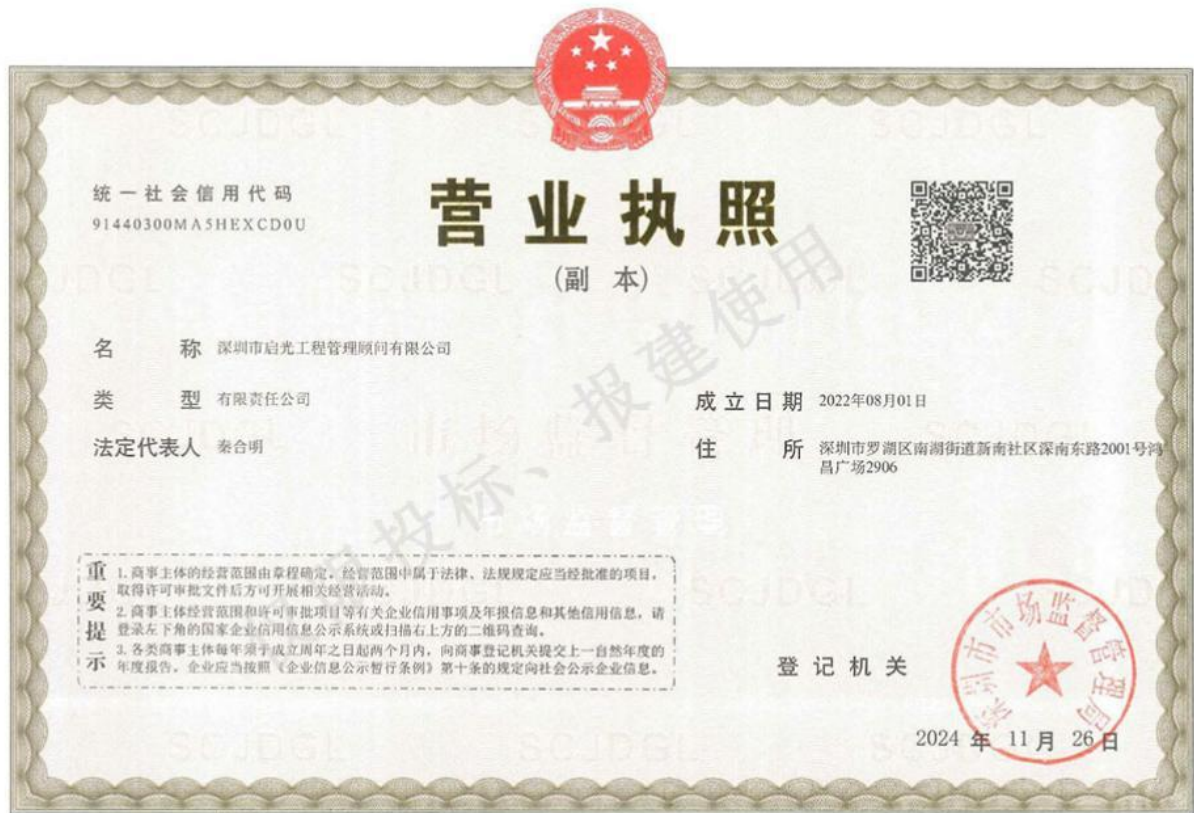 统一社会信用代码
91440300MA5HEXCD0U
营业执照
(副 本)
名 称 深圳市启光工程管理顾问有限公司
类 型 有限责任公司
法定代表人 秦合明
成立日期 2022年08月01日
住 所 深圳市罗湖区南湖街道新南社区深南东路2001号鸿
昌广场2906
重要提示
1.商事主体的经营范围由章程确定。经营范围中属于法律、法规规定应当经批准的项目,
取得许可审批文件后方可开展相关经营活动。
2.商事主体经营范围和许可审批项目等有关企业信用事项及年报信息和其他信用信息,请
登录左下角的国家企业信用信息公示系统或扫描右上方的二维码查询。
3.各类商事主体每年须于成立周年之日起两个月内,向商事登记机关提交上一自然年度的
年度报告。企业应当按照《企业信息公示暂行条例》第十条的规定向社会公示企业信息。
登记机关
深圳市市场监督管理局
2024 年 11 月 26 日
投标、报建使用
SCJDGL
SCJDGL
SCJDGL
SCJDGL